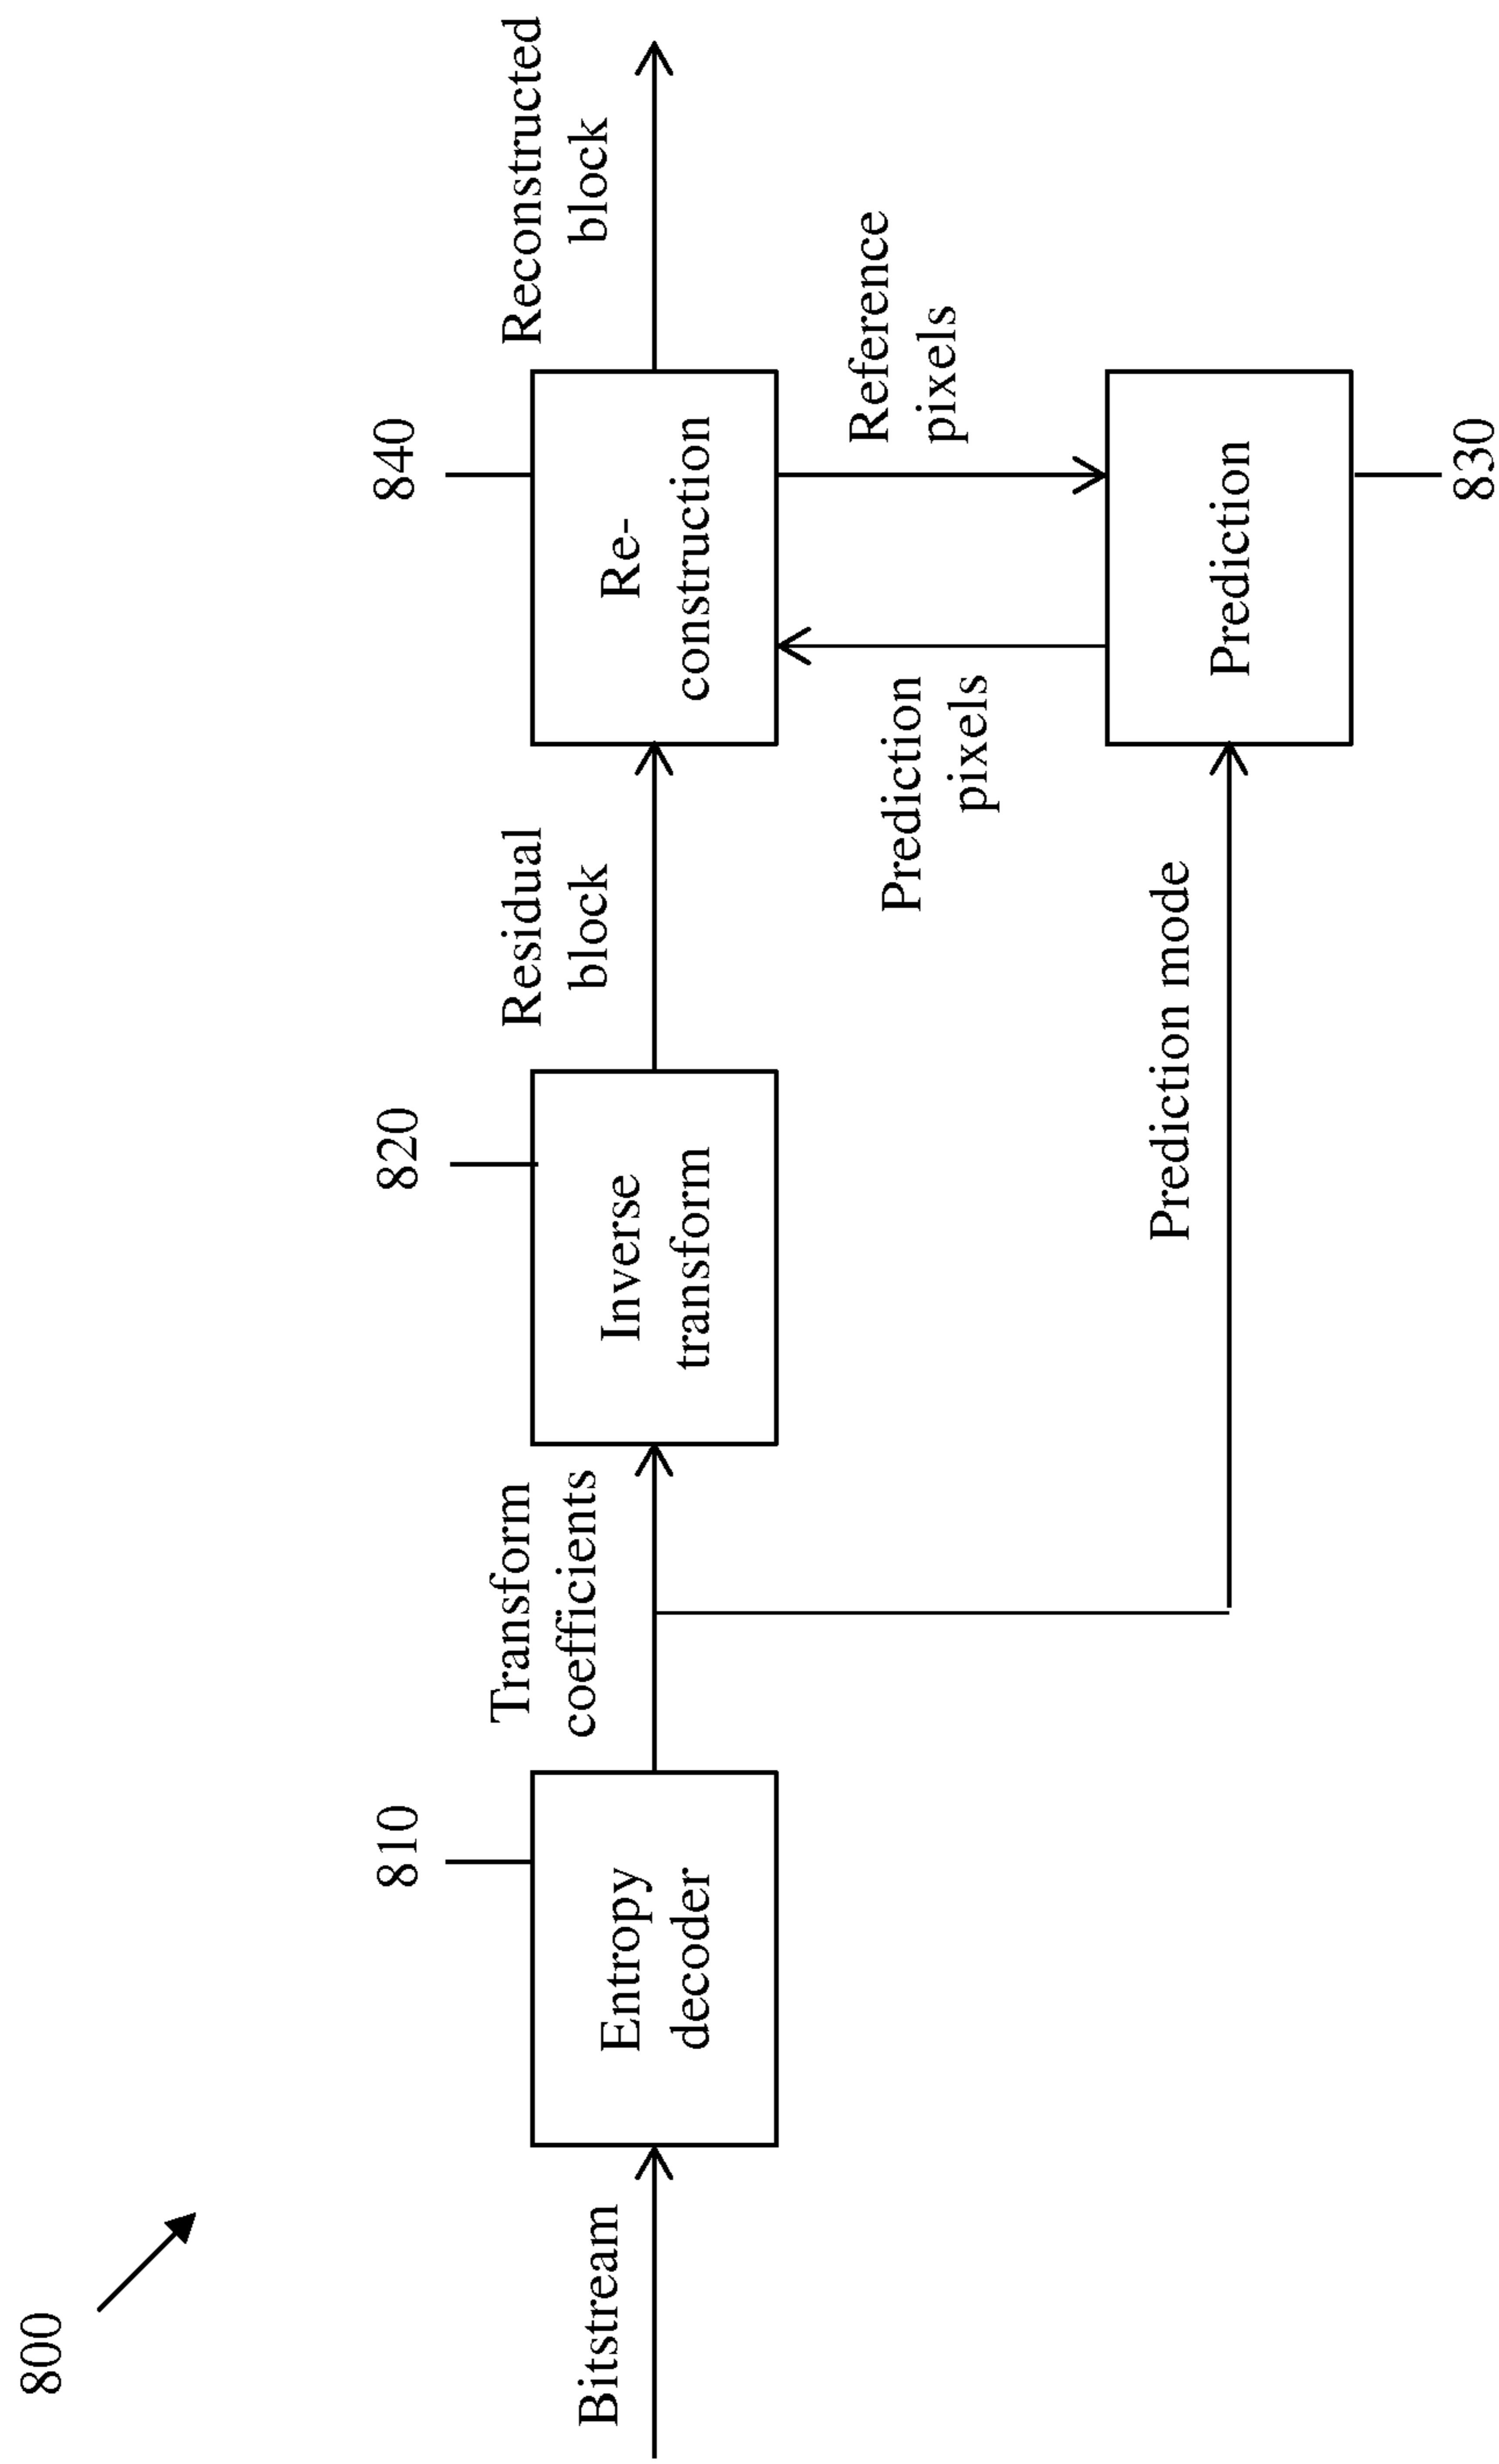 800
Bitstream
810
Entropy
decoder
Transform
coefficients
820
Inverse
transform
Residual
block
840
Re-
construction
Reconstructed
block
Prediction
pixels
Reference
pixels
Prediction mode
Prediction
830